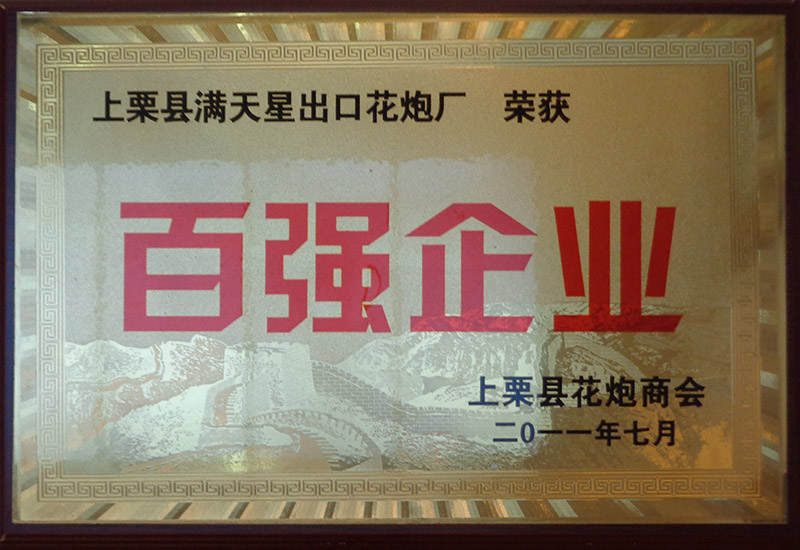 上栗县满天星出口花炮厂 荣获
百强企业
上栗县花炮商会
二0一一年七月